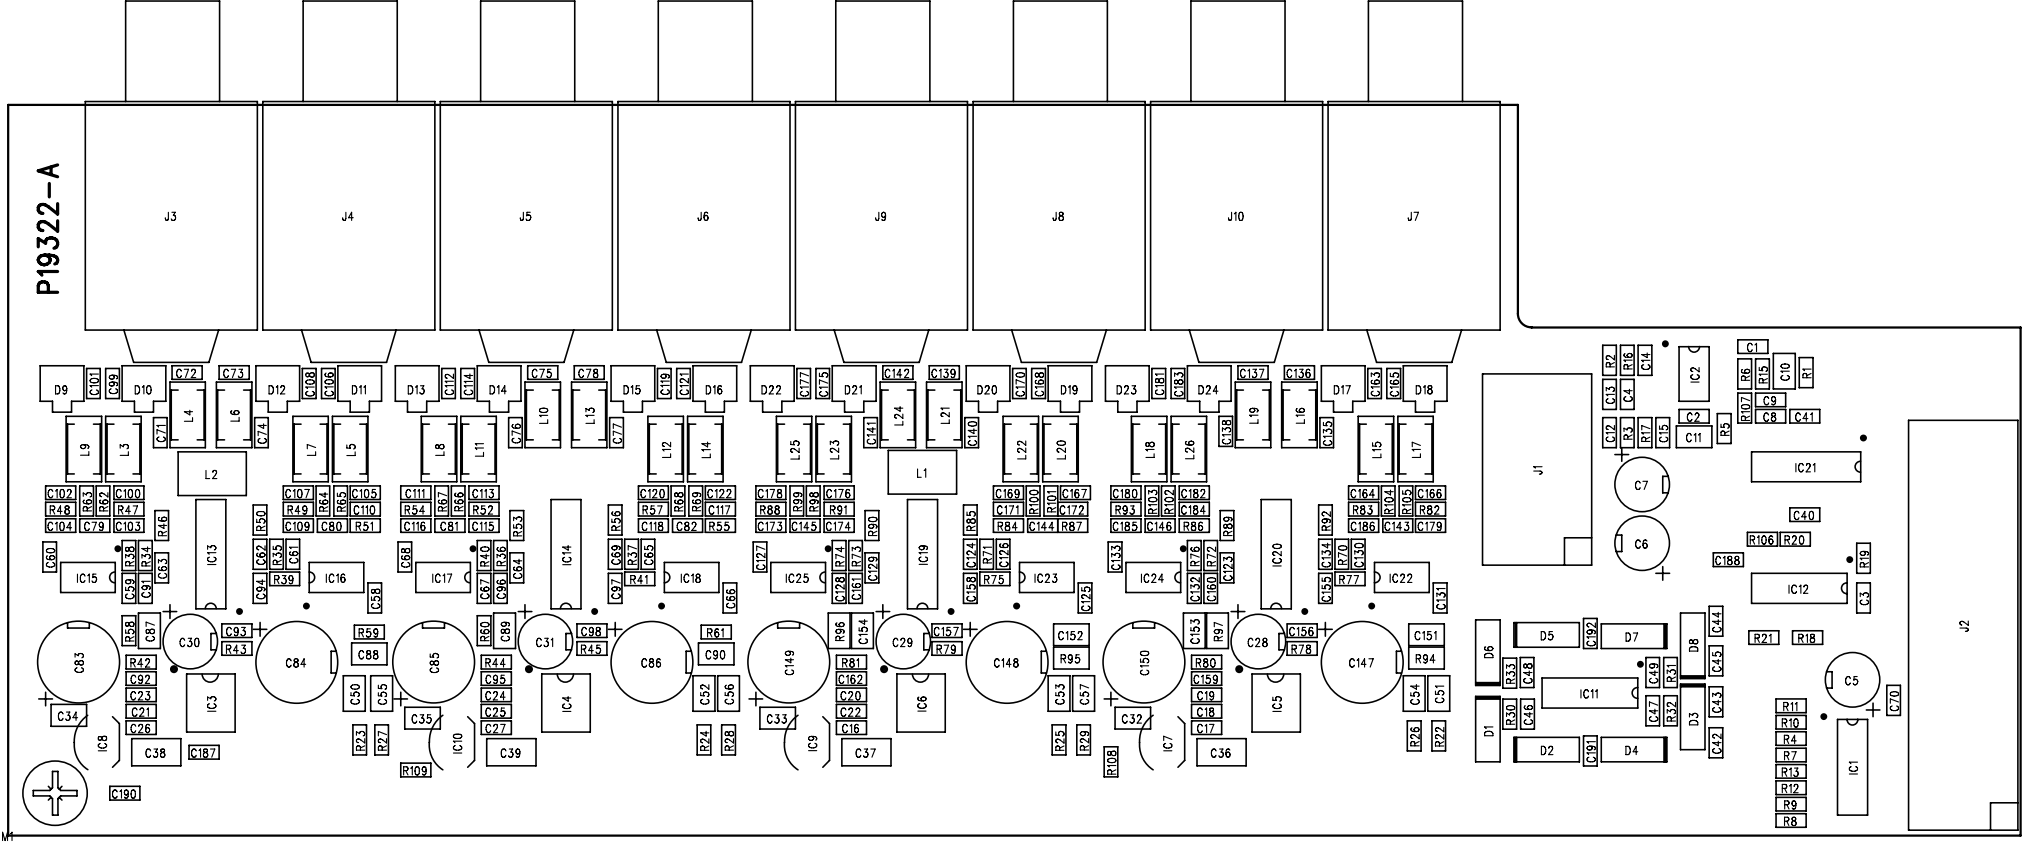 P19322-A
J3 J4 J5 J6 J9 J8 J10 J7
D9 C101 C99 D10 C72 C73 D12 C108 C106 D11 D13 C112 C114 D14 C75 C78 D15 C119 C121 D16 D22 C177 C175 D21 C142 C139 D20 C170 C168 D19 D23 C181 C183 D24 C137 C136 D17 C163 C165 D18
L9 L3 C71 L4 L6 C74 L7 L5 L8 L11 C76 L10 L13 C77 L12 L14 L25 L23 C141 L24 L21 C140 L22 L20 L18 L26 C138 L19 L16 C135 L15 L17
L2 L1
C102 R63 R62 C100 C107 R64 R65 C105 C111 R67 R66 C113 C120 R68 R69 C122 C178 R99 R98 C176 C169 R100 R101 C167 C180 R103 R102 C182 C164 R104 R105 C166
R48 R47 R49 C110 R54 R52 R57 C117 R88 R91 C171 C172 R93 C184 R83 R82
C104 C79 C103 R46 R50 C109 C80 R51 C116 C81 C115 R53 R56 C118 C82 R55 C173 C145 C174 R90 R85 R84 C144 R87 C185 C146 R86 R89 R92 C186 C143 C179
C60 R38 R34 C63 IC13 C62 R35 C61 C68 R40 R36 C64 IC14 C69 R37 C65 C127 R74 R73 C129 IC19 C124 R71 C126 C133 R76 R72 C123 IC20 C134 R70 C130
IC15 C59 C91 C94 R39 IC16 C58 IC17 C67 C96 C97 R41 IC18 C66 IC25 C128 C161 C158 R75 IC23 C125 IC24 C132 C160 C155 R77 IC22 C131
R58 C87 C30 C93 R43 R59 C88 R60 C89 C31 C98 R45 R61 C90 R96 C154 C29 C157 R79 C152 R95 C153 R97 C28 C156 R78 C151 R94
C83 R42 C84 C85 R44 C86 C149 R81 C148 C150 R80 C147
C92 C95 C162 C159
C23 IC3 C50 C55 C24 IC4 C52 C56 C20 IC6 C53 C57 C19 IC5 C54 C51
C34 C21 C35 C25 C33 C22 C32 C18
C26 C27 C16 C17
IC8 C38 C187 R23 R27 IC10 C39 R24 R28 IC9 C37 R25 R29 IC7 C36 R26 R22
R109 R108
C190
M1
R2 R16 C14 IC2 C1 R6 R15 C10 R1
C13 C4 R107 C9
C2 C8 C41
C12 R3 R17 C15 C11 R5
J1 C7 IC21
C6 C40
R106 R20 R19
C188
IC12 C3
D6 D5 C192 D7 D8 C44 R21 R18 J2
R33 C48 C49 R31 C45
IC11 C5
D1 R30 C46 C47 R32 D3 C43 C70
D2 C191 D4 C42
R11
R10
R4
R7
R13 IC1
R12
R9
R8